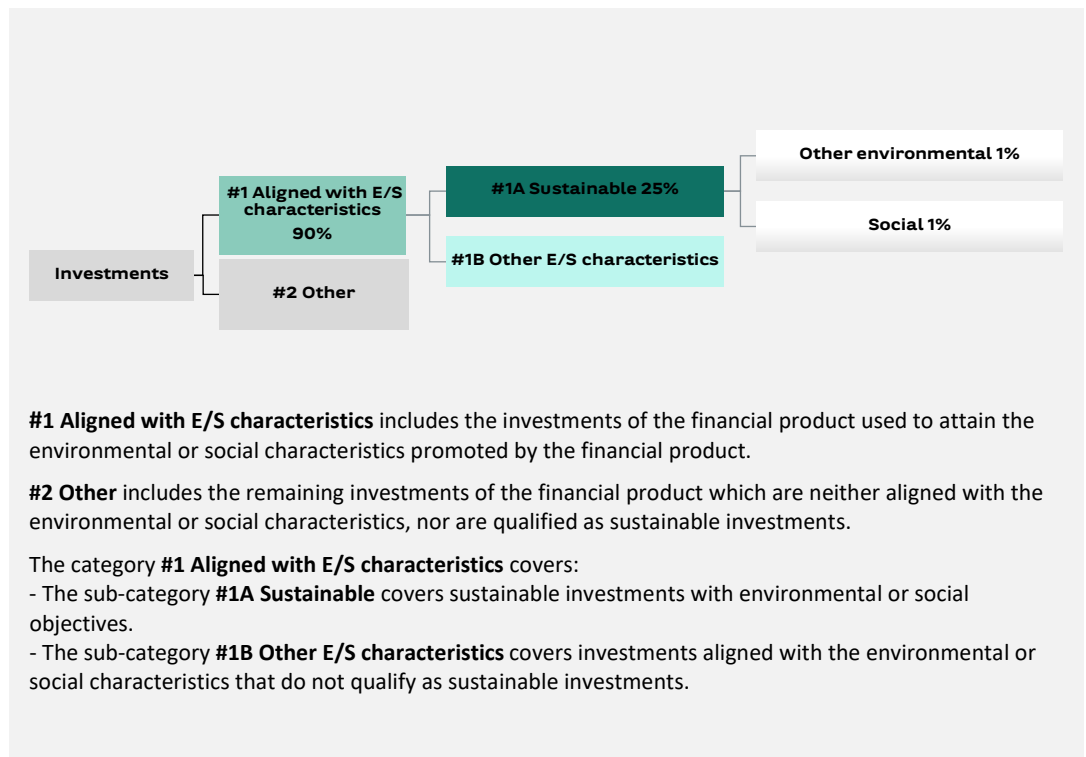 Other environmental 1%
#1 Aligned with E/S
characteristics
90%
#1A Sustainable 25%
Social 1%
Investments
#1B Other E/S characteristics
#2 Other
#1 Aligned with E/S characteristics includes the investments of the financial product used to attain the
environmental or social characteristics promoted by the financial product.
#2 Other includes the remaining investments of the financial product which are neither aligned with the
environmental or social characteristics, nor are qualified as sustainable investments.
The category #1 Aligned with E/S characteristics covers:
- The sub-category #1A Sustainable covers sustainable investments with environmental or social
objectives.
- The sub-category #1B Other E/S characteristics covers investments aligned with the environmental or
social characteristics that do not qualify as sustainable investments.